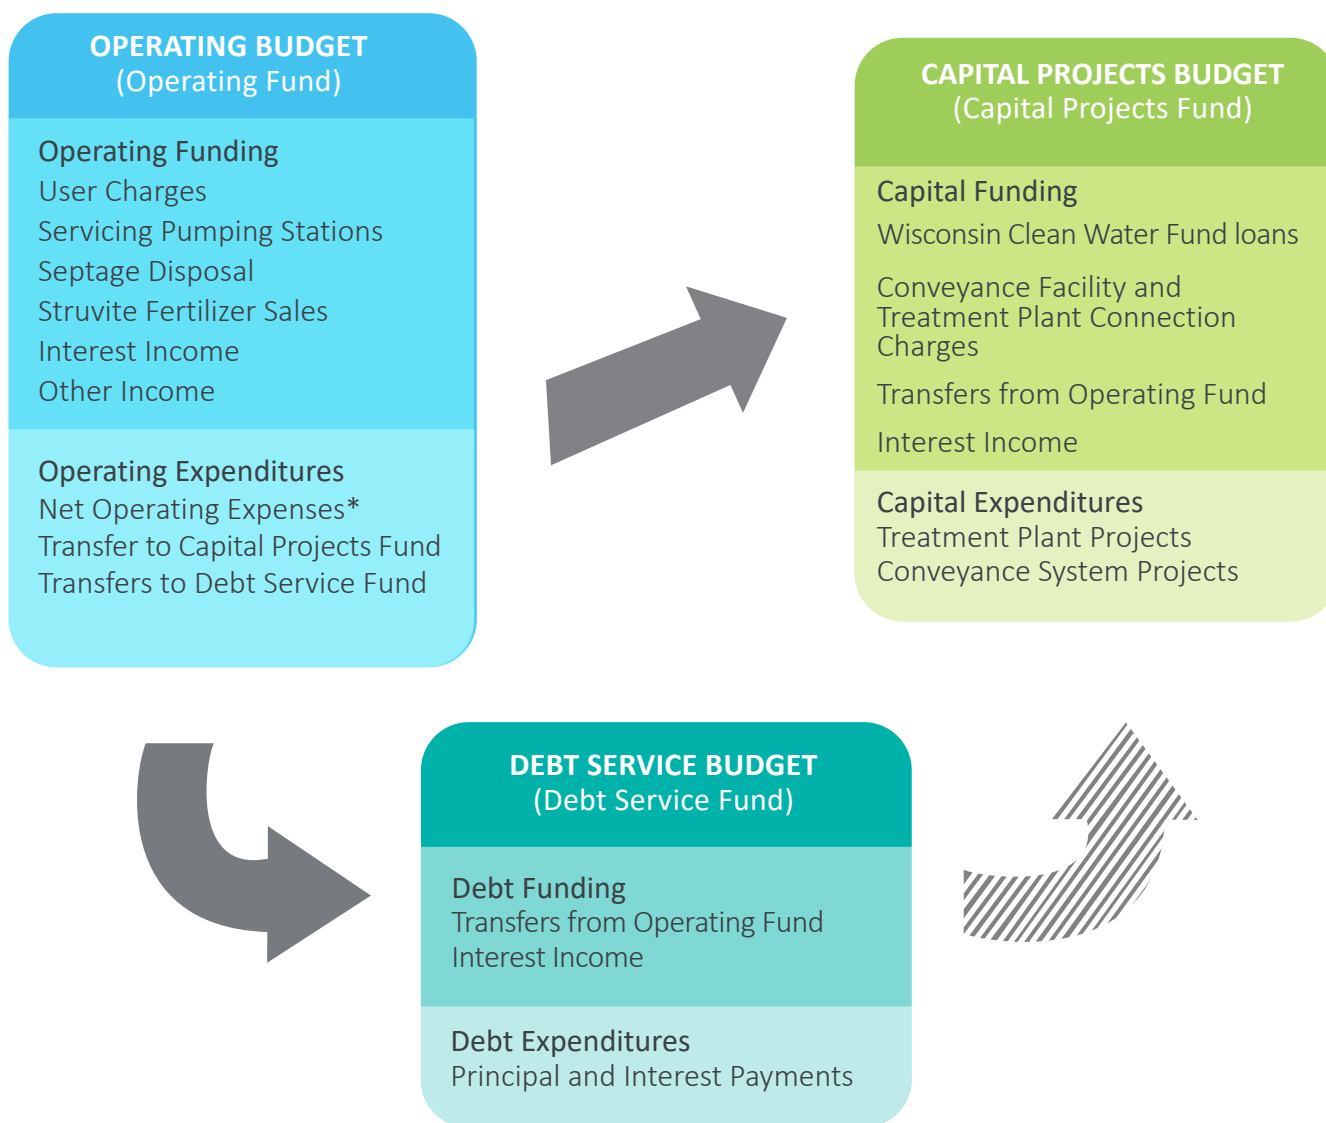 OPERATING BUDGET
(Operating Fund)
Operating Funding
User Charges
Servicing Pumping Stations
Septage Disposal
Struvite Fertilizer Sales
Interest Income
Other Income
Operating Expenditures
Net Operating Expenses*
Transfer to Capital Projects Fund
Transfers to Debt Service Fund
CAPITAL PROJECTS BUDGET
(Capital Projects Fund)
Capital Funding
Wisconsin Clean Water Fund loans
Conveyance Facility and
Treatment Plant Connection
Charges
Transfers from Operating Fund
Interest Income
Capital Expenditures
Treatment Plant Projects
Conveyance System Projects
DEBT SERVICE BUDGET
(Debt Service Fund)
Debt Funding
Transfers from Operating Fund
Interest Income
Debt Expenditures
Principal and Interest Payments